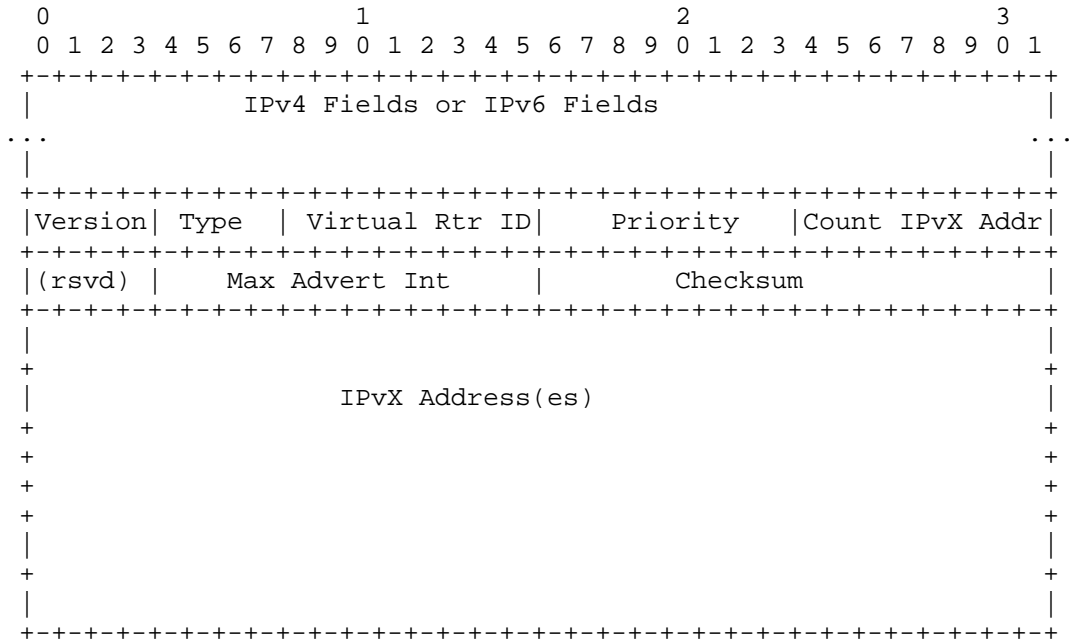 0                   1                   2                   3
 0 1 2 3 4 5 6 7 8 9 0 1 2 3 4 5 6 7 8 9 0 1 2 3 4 5 6 7 8 9 0 1
+-+-+-+-+-+-+-+-+-+-+-+-+-+-+-+-+-+-+-+-+-+-+-+-+-+-+-+-+-+-+-+-+
|             IPv4 Fields or IPv6 Fields                        |
...                                                           ...
|                                                               |
+-+-+-+-+-+-+-+-+-+-+-+-+-+-+-+-+-+-+-+-+-+-+-+-+-+-+-+-+-+-+-+-+
|Version| Type  | Virtual Rtr ID|    Priority   |Count IPvX Addr|
+-+-+-+-+-+-+-+-+-+-+-+-+-+-+-+-+-+-+-+-+-+-+-+-+-+-+-+-+-+-+-+-+
|(rsvd) |    Max Advert Int     |        Checksum               |
+-+-+-+-+-+-+-+-+-+-+-+-+-+-+-+-+-+-+-+-+-+-+-+-+-+-+-+-+-+-+-+-+
|                                                               |
+                                                               +
|                   IPvX Address(es)                            |
+                                                               +
+                                                               +
+                                                               +
+                                                               +
|                                                               |
+                                                               +
|                                                               |
+-+-+-+-+-+-+-+-+-+-+-+-+-+-+-+-+-+-+-+-+-+-+-+-+-+-+-+-+-+-+-+-+